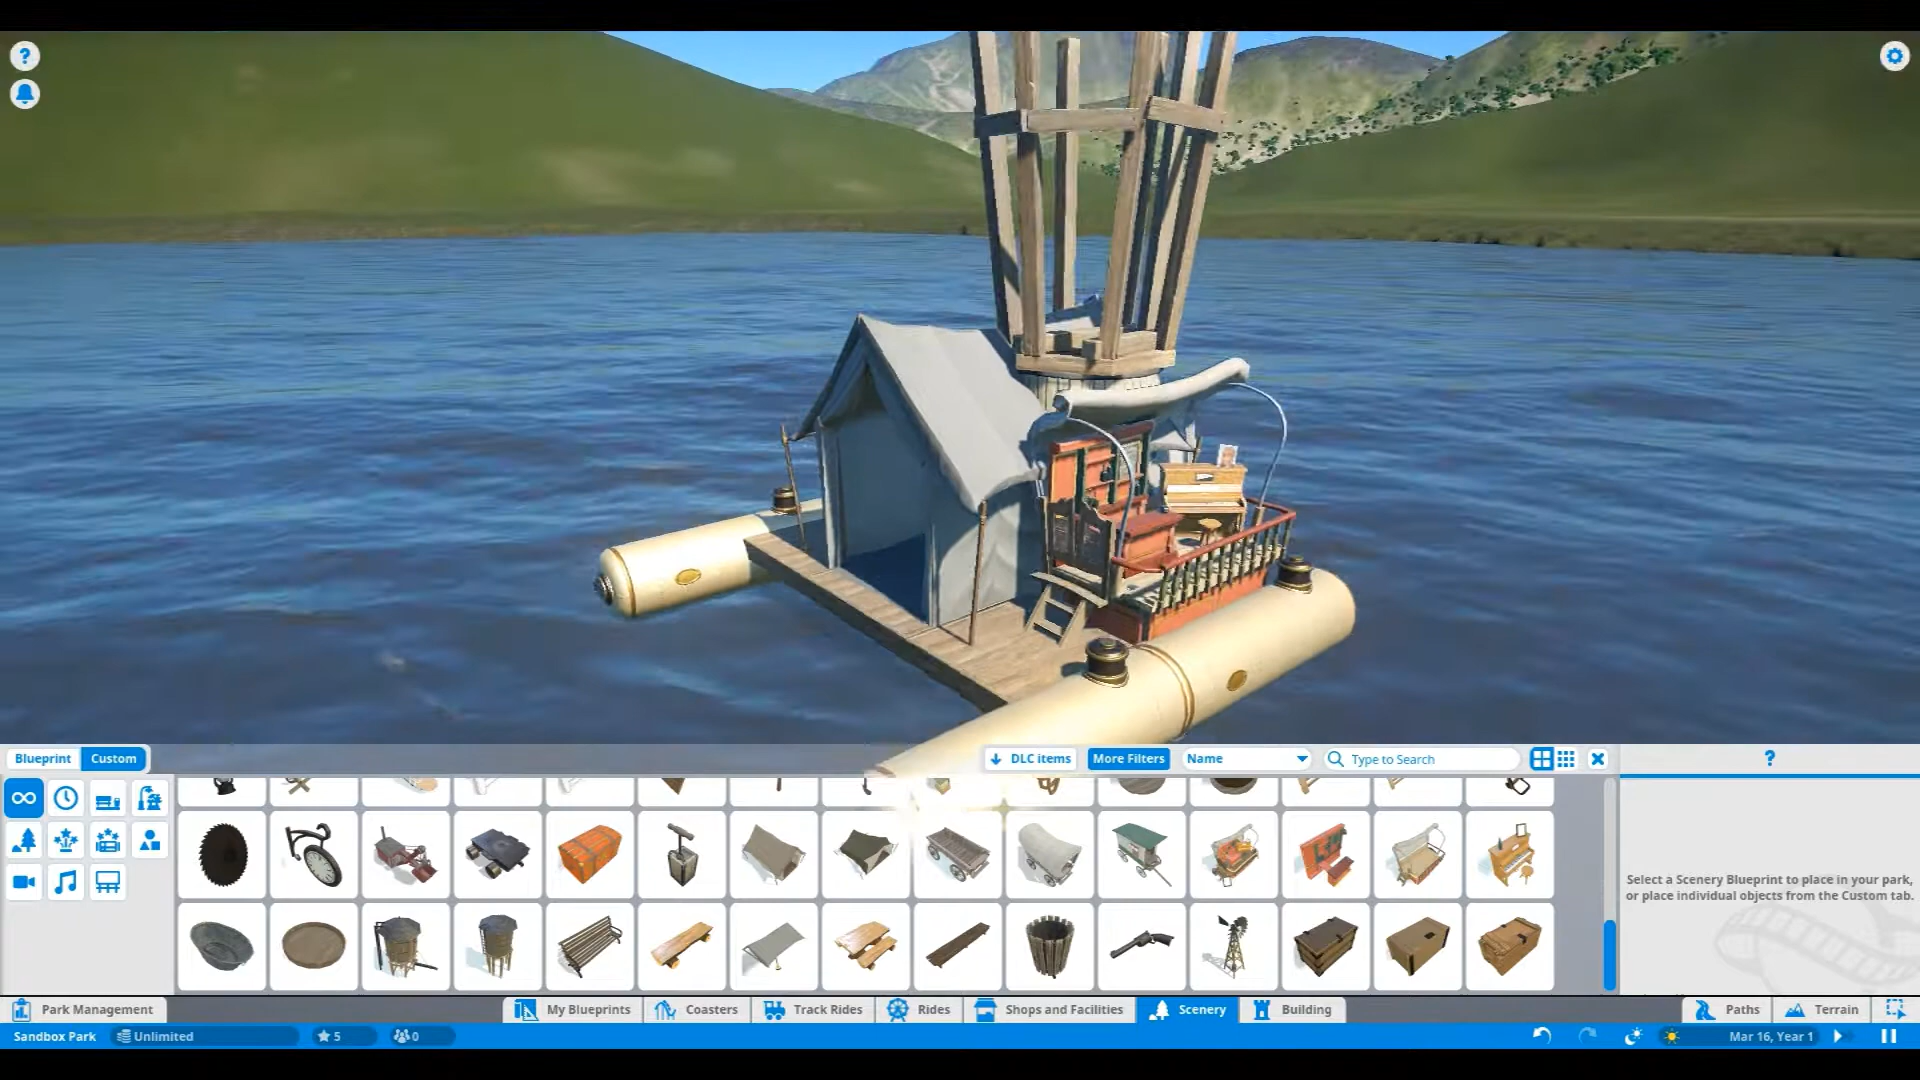 ?
Blueprint
Custom
DLC items
More Filters
Name
Type to Search
?
Select a Scenery Blueprint to place in your park,
or place individual objects from the Custom tab.
Park Management
My Blueprints
Coasters
Track Rides
Rides
Shops and Facilities
Scenery
Building
Paths
Terrain
Sandbox Park
Unlimited
5
0
Mar 16, Year 1